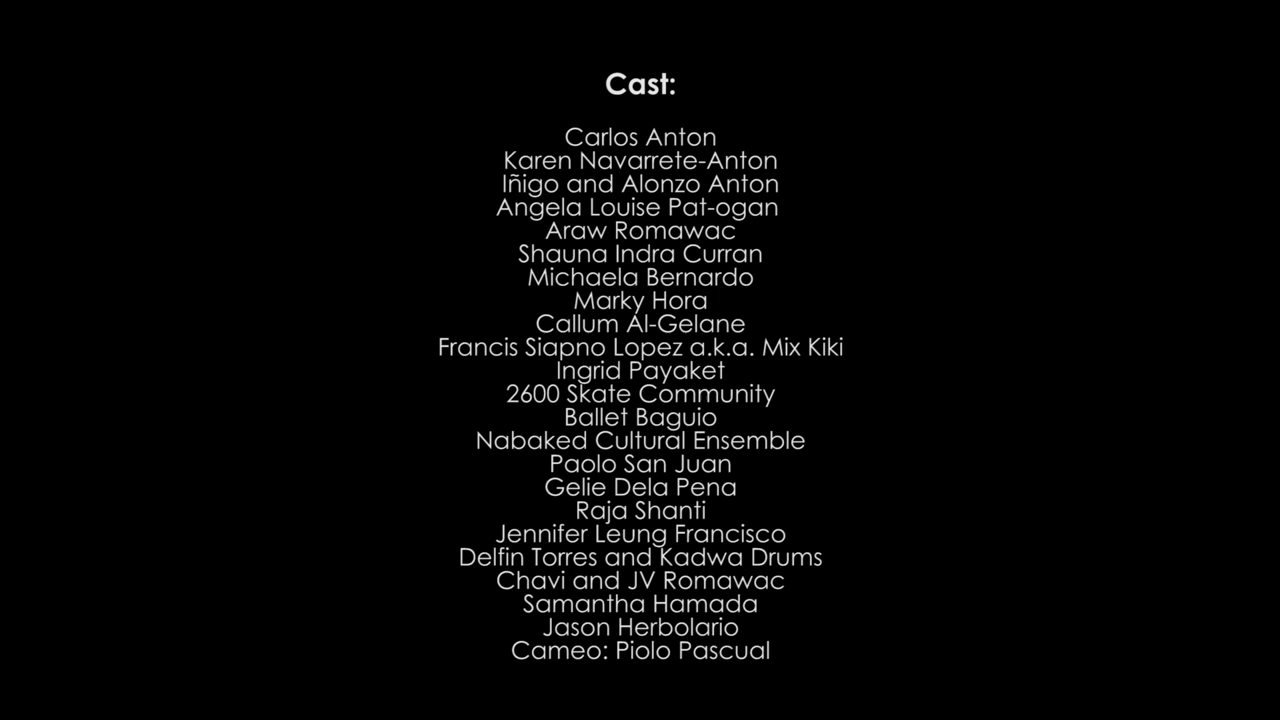 Cast:
Carlos Anton
Karen Navarrete-Anton
Iñigo and Alonzo Anton
Angela Louise Pat-ogan
Araw Romawac
Shauna Indra Curran
Michaela Bernardo
Marky Hora
Callum Al-Gelane
Francis Siapno Lopez a.k.a. Mix Kiki
Ingrid Payaket
2600 Skate Community
Ballet Baguio
Nabaked Cultural Ensemble
Paolo San Juan
Gelie Dela Pena
Raja Shanti
Jennifer Leung Francisco
Delfin Torres and Kadwa Drums
Chavi and JV Romawac
Samantha Hamada
Jason Herbolario
Cameo: Piolo Pascual